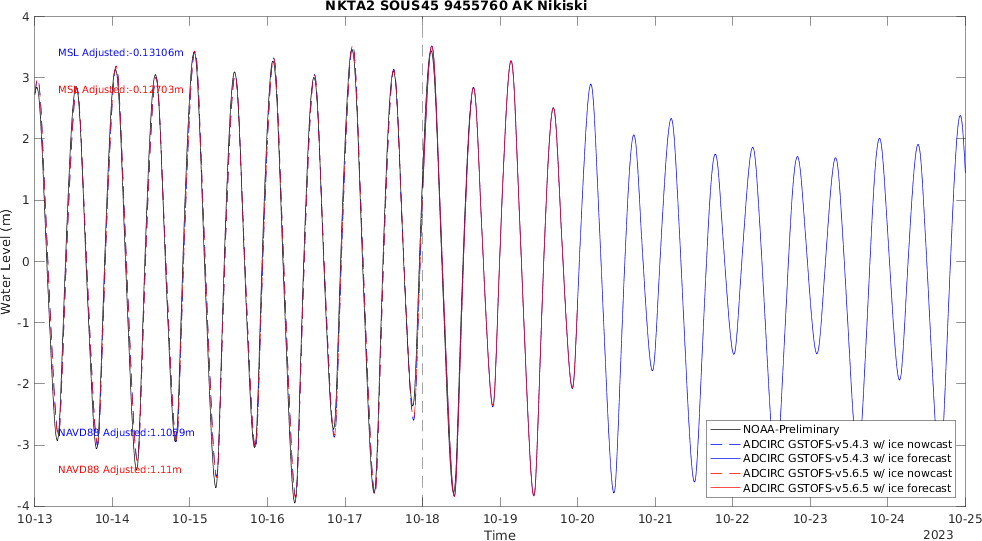 NKTA2 SOUS45 9455760 AK Nikiski
4
3
2
1
0
-1
-2
-3
-4
Water Level (m)
MSL Adjusted:-0.13106m
MSL Adjusted:-0.12703m
NAVD88 Adjusted:1.1059m
NAVD88 Adjusted:1.11m
NOAA-Preliminary
ADCIRC GSTOFS-v5.4.3 w/ ice nowcast
ADCIRC GSTOFS-v5.4.3 w/ ice forecast
ADCIRC GSTOFS-v5.6.5 w/ ice nowcast
ADCIRC GSTOFS-v5.6.5 w/ ice forecast
10-13 10-14 10-15 10-16 10-17 10-18 10-19 10-20 10-21 10-22 10-23 10-24 10-25
Time
2023